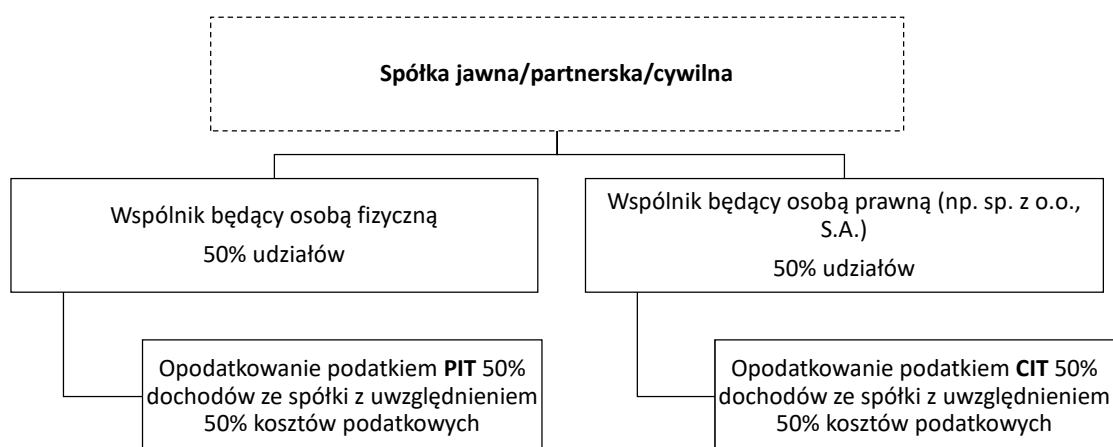 Spółka jawna/partnerska/cywilna
Wspólnik będący osobą fizyczną
50% udziałów
Wspólnik będący osobą prawną (np. sp. z o.o.,
S.A.)
50% udziałów
Opodatkowanie podatkiem PIT 50%
dochodów ze spółki z uwzględnieniem
50% kosztów podatkowych
Opodatkowanie podatkiem CIT 50%
dochodów ze spółki z uwzględnieniem
50% kosztów podatkowych